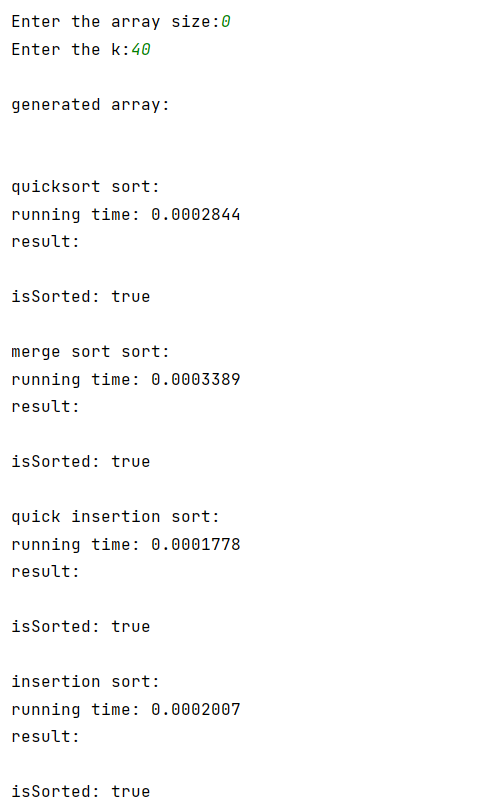 Enter the array size:0
Enter the k:40
generated array:
quicksort sort:
running time: 0.0002844
result:
isSorted: true
merge sort sort:
running time: 0.0003389
result:
isSorted: true
quick insertion sort:
running time: 0.0001778
result:
isSorted: true
insertion sort:
running time: 0.0002007
result:
isSorted: true